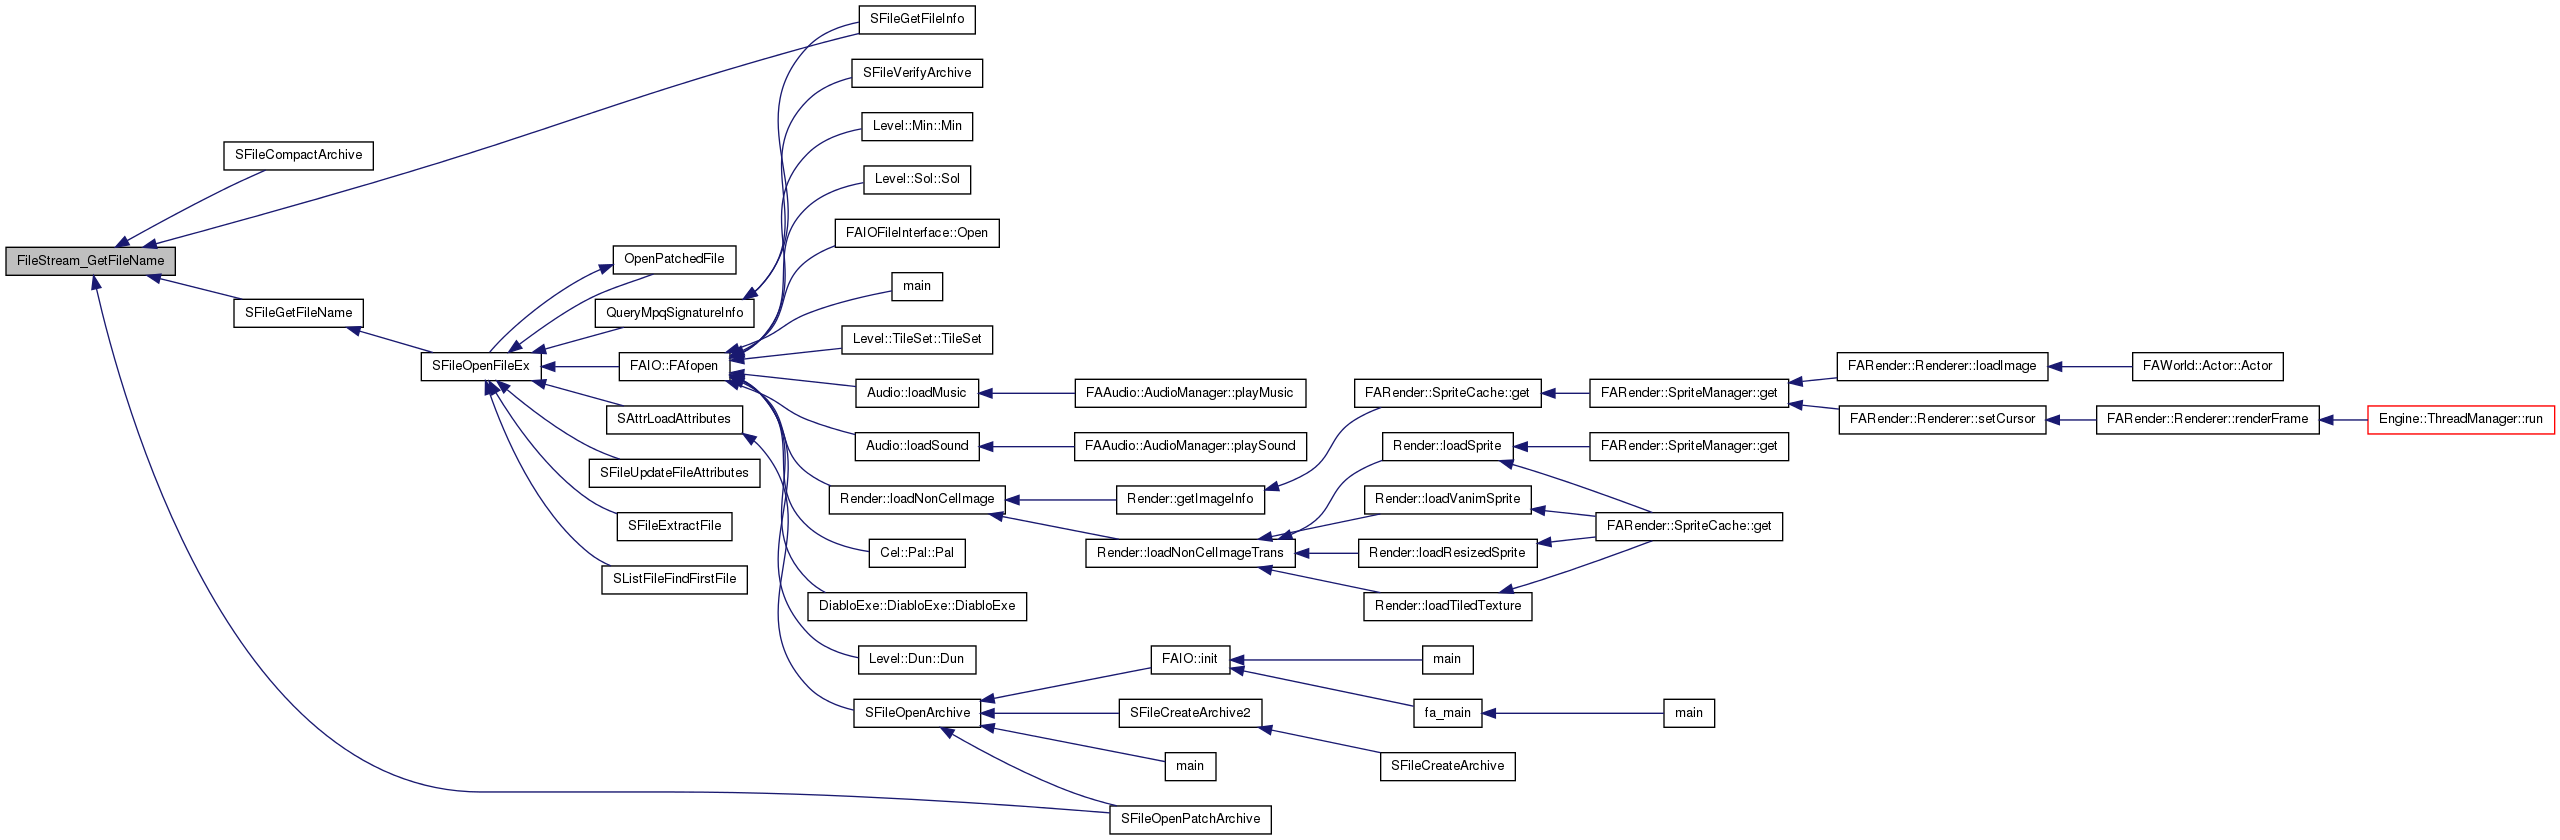 FileStream_GetFileName
SFileCompactArchive
SFileGetFileName
SFileOpenFileEx
OpenPatchedFile
QueryMpqSignatureInfo
FAIO::FAfopen
SAttrLoadAttributes
SFileUpdateFileAttributes
SFileExtractFile
SListFileFindFirstFile
SFileGetFileInfo
SFileVerifyArchive
Level::Min::Min
Level::Sol::Sol
FAIOFileInterface::Open
main
Level::TileSet::TileSet
Audio::loadMusic
Audio::loadSound
Render::loadNonCelImage
Cel::Pal::Pal
DiabloExe::DiabloExe::DiabloExe
Level::Dun::Dun
SFileOpenArchive
FAAudio::AudioManager::playMusic
FAAudio::AudioManager::playSound
Render::getImageInfo
Render::loadNonCelImageTrans
FAIO::init
SFileCreateArchive2
main
SFileOpenPatchArchive
FARender::SpriteCache::get
Render::loadSprite
Render::loadVanimSprite
Render::loadResizedSprite
Render::loadTiledTexture
main
fa_main
SFileCreateArchive
FARender::SpriteManager::get
FARender::SpriteManager::get
FARender::SpriteCache::get
main
FARender::Renderer::loadImage
FARender::Renderer::setCursor
FAWorld::Actor::Actor
FARender::Renderer::renderFrame
Engine::ThreadManager::run